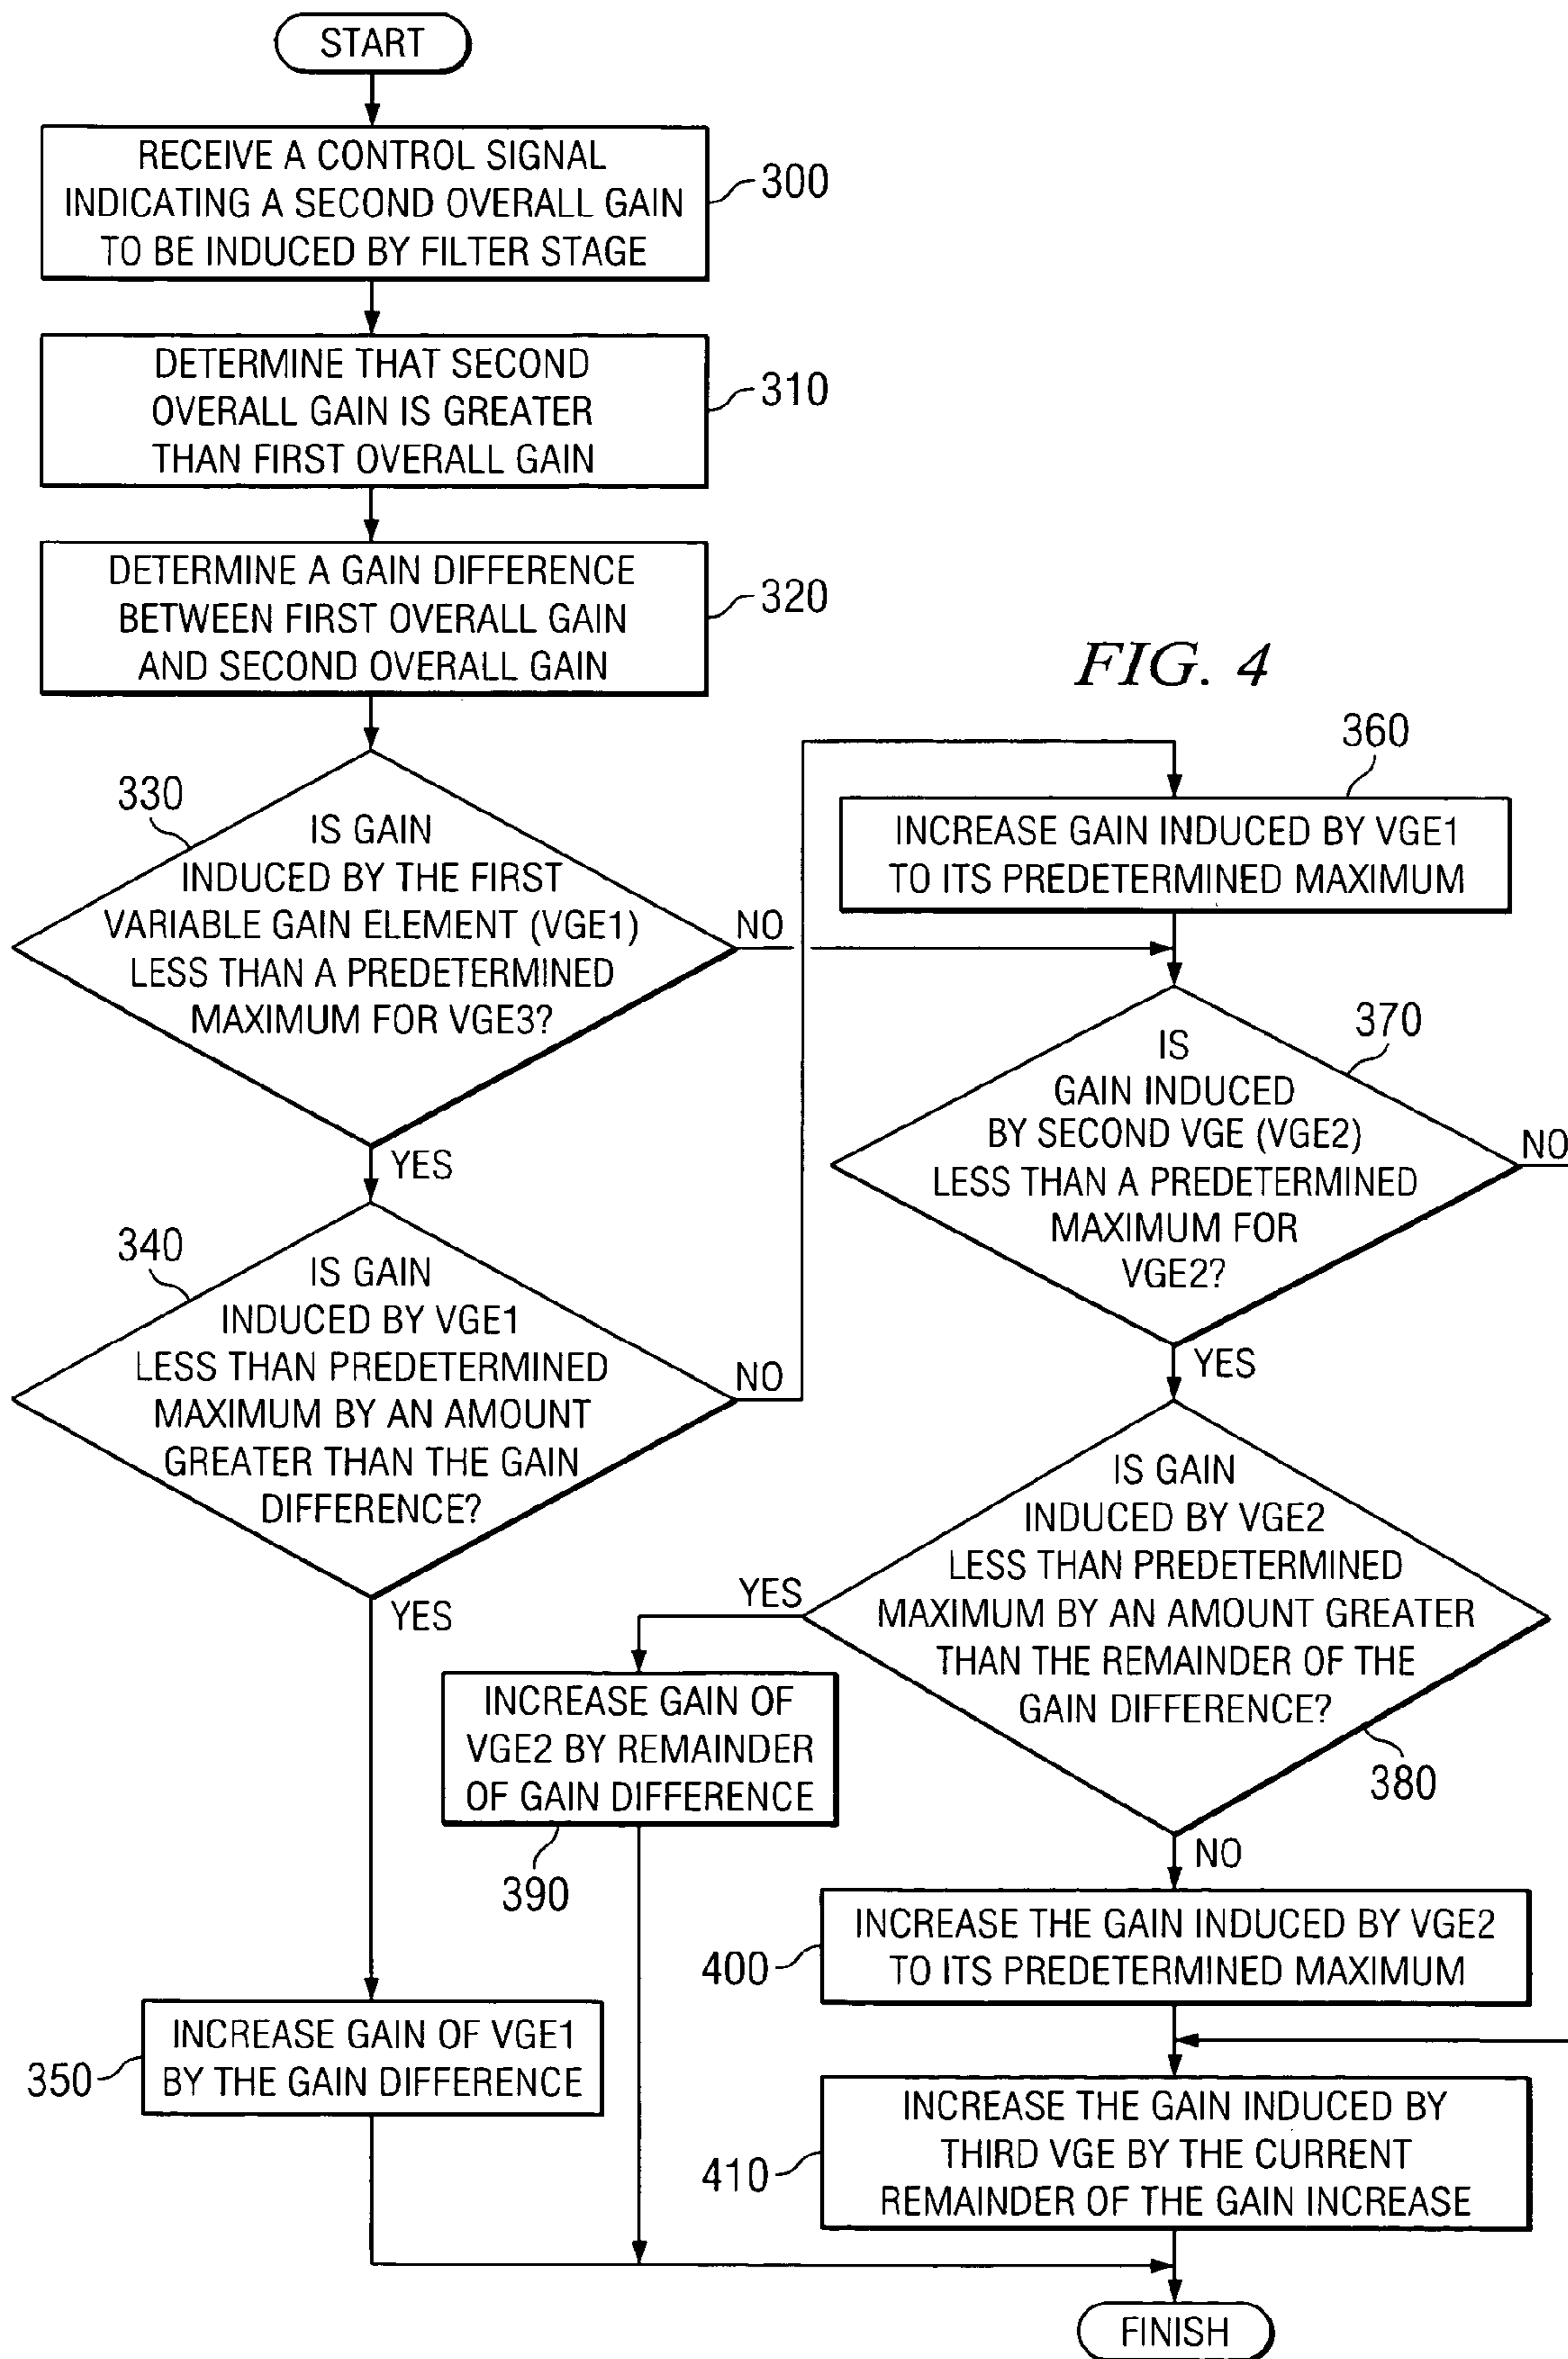 START
RECEIVE A CONTROL SIGNAL
INDICATING A SECOND OVERALL GAIN
TO BE INDUCED BY FILTER STAGE
300
DETERMINE THAT SECOND
OVERALL GAIN IS GREATER
THAN FIRST OVERALL GAIN
310
DETERMINE A GAIN DIFFERENCE
BETWEEN FIRST OVERALL GAIN
AND SECOND OVERALL GAIN
320
FIG. 4
330
IS GAIN
INDUCED BY THE FIRST
VARIABLE GAIN ELEMENT (VGE1)
LESS THAN A PREDETERMINED
MAXIMUM FOR VGE3?
NO
YES
340
IS GAIN
INDUCED BY VGE1
LESS THAN PREDETERMINED
MAXIMUM BY AN AMOUNT
GREATER THAN THE GAIN
DIFFERENCE?
NO
YES
350
INCREASE GAIN OF VGE1
BY THE GAIN DIFFERENCE
360
INCREASE GAIN INDUCED BY VGE1
TO ITS PREDETERMINED MAXIMUM
370
IS
GAIN INDUCED
BY SECOND VGE (VGE2)
LESS THAN A PREDETERMINED
MAXIMUM FOR
VGE2?
NO
YES
IS GAIN
INDUCED BY VGE2
LESS THAN PREDETERMINED
MAXIMUM BY AN AMOUNT GREATER
THAN THE REMAINDER OF THE
GAIN DIFFERENCE?
380
YES
INCREASE GAIN OF
VGE2 BY REMAINDER
OF GAIN DIFFERENCE
390
NO
INCREASE THE GAIN INDUCED BY VGE2
TO ITS PREDETERMINED MAXIMUM
400
INCREASE THE GAIN INDUCED BY
THIRD VGE BY THE CURRENT
REMAINDER OF THE GAIN INCREASE
410
FINISH